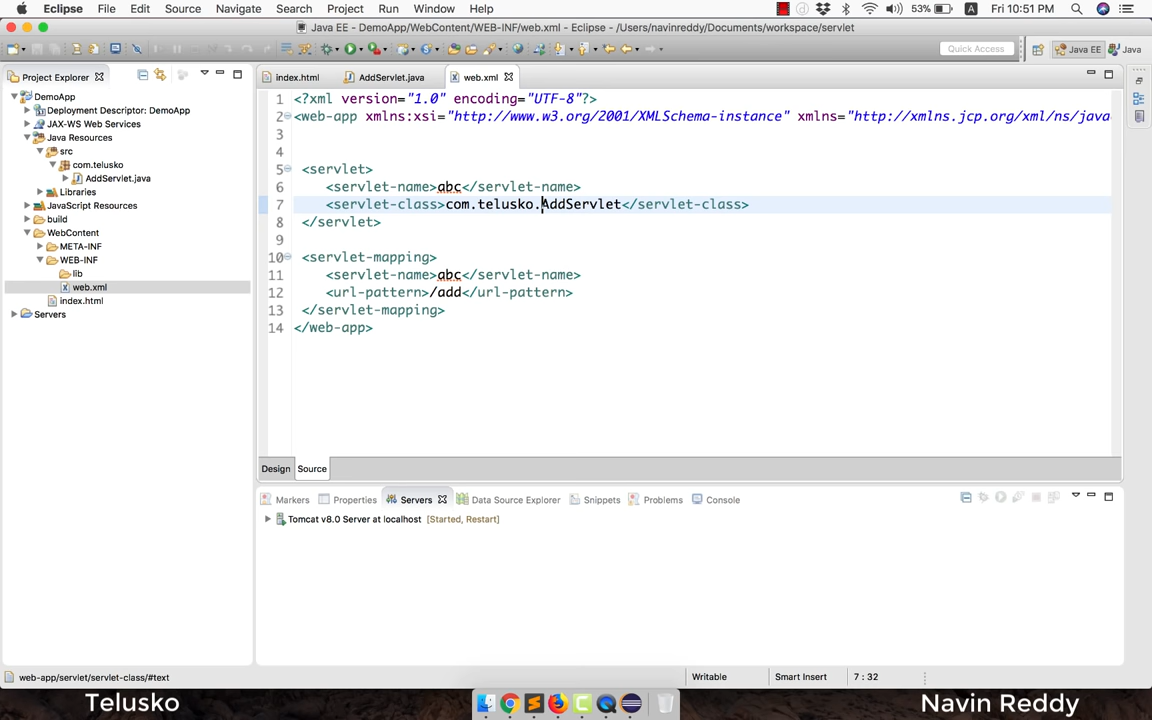 Eclipse File Edit Source Navigate Search Project Run Window Help 53% A Fri 10:51 PM
Java EE - DemoApp/WebContent/WEB-INF/web.xml - Eclipse - /Users/navinreddy/Documents/workspace/servlet
Quick Access Java EE Java
Project Explorer
DemoApp
Deployment Descriptor: DemoApp
JAX-WS Web Services
Java Resources
src
com.telusko
AddServlet.java
Libraries
JavaScript Resources
build
WebContent
META-INF
WEB-INF
lib
web.xml
index.html
Servers
index.html AddServlet.java web.xml
1 <?xml version="1.0" encoding="UTF-8"?>
2 <web-app xmlns:xsi="http://www.w3.org/2001/XMLSchema-instance" xmlns="http://xmlns.jcp.org/xml/ns/java
3
4
5 <servlet>
6 <servlet-name>abc</servlet-name>
7 <servlet-class>com.telusko.AddServlet</servlet-class>
8 </servlet>
9
10 <servlet-mapping>
11 <servlet-name>abc</servlet-name>
12 <url-pattern>/add</url-pattern>
13 </servlet-mapping>
14 </web-app>
Design Source
Markers Properties Servers Data Source Explorer Snippets Problems Console
Tomcat v8.0 Server at localhost [Started, Restart]
web-app/servlet/servlet-class/#text Writable Smart Insert 7 : 32
Telusko Navin Reddy